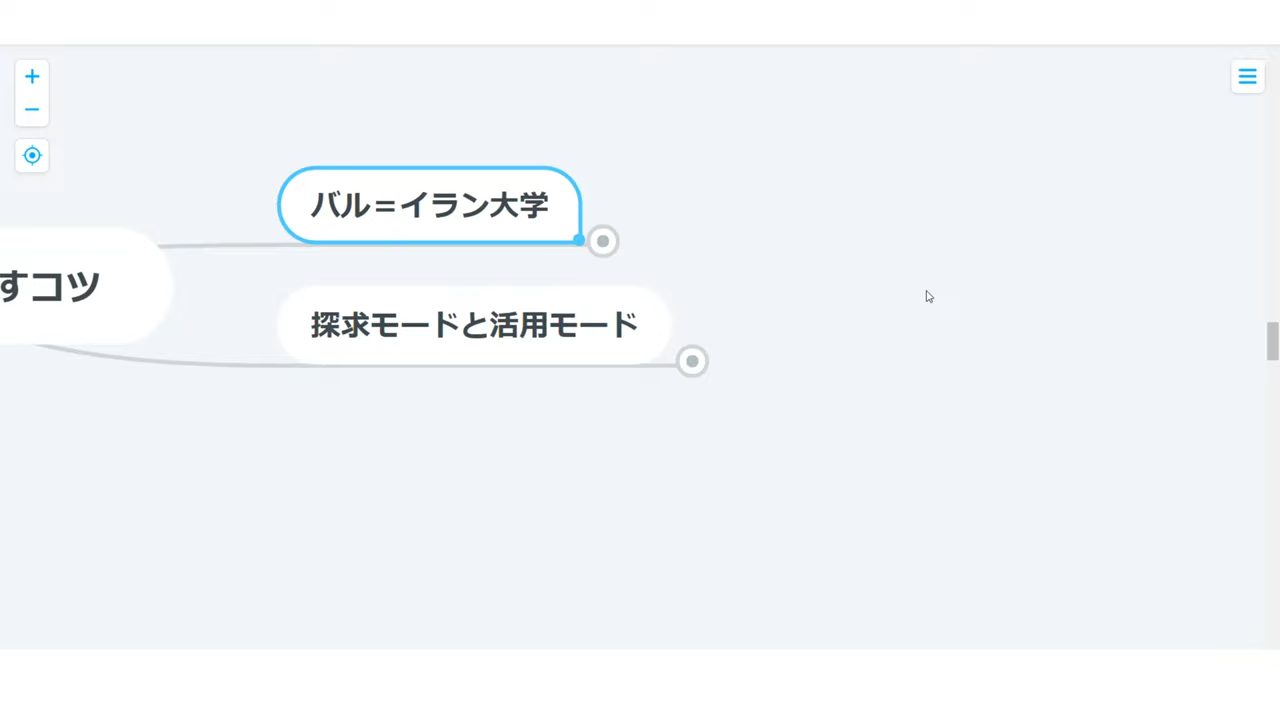 バル＝イラン大学
すコツ
探求モードと活用モード